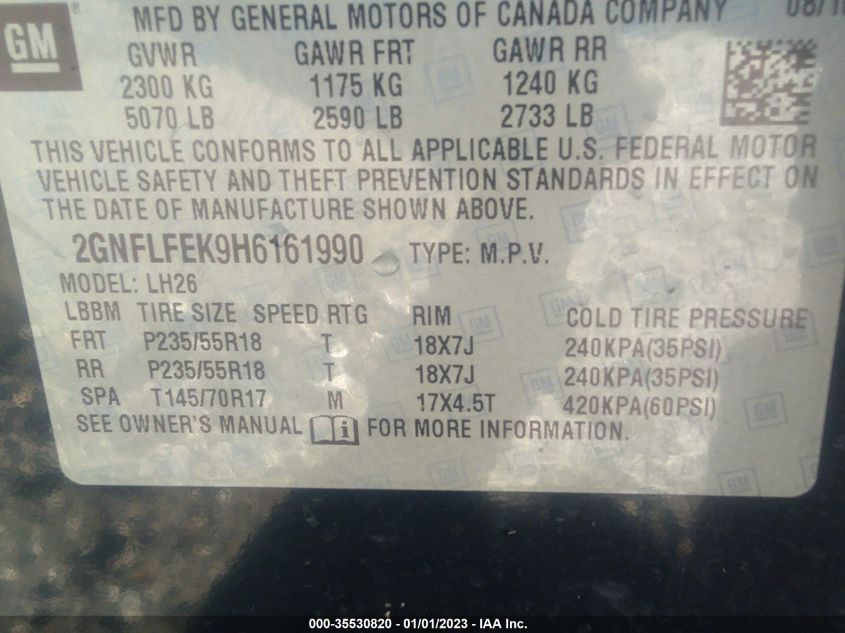 GM
MFD BY GENERAL MOTORS OF CANADA COMPANY
GVWR GAWR FRT GAWR RR
2300 KG 1175 KG 1240 KG
5070 LB 2590 LB 2733 LB
THIS VEHICLE CONFORMS TO ALL APPLICABLE U.S. FEDERAL MOTOR
VEHICLE SAFETY AND THEFT PREVENTION STANDARDS IN EFFECT ON
THE DATE OF MANUFACTURE SHOWN ABOVE.
2GNFLFEK9H6161990 TYPE: M.P.V.
MODEL: LH26
LBBM TIRE SIZE SPEED RTG RIM COLD TIRE PRESSURE
FRT P235/55R18 T 18X7J 240KPA(35PSI)
RR P235/55R18 T 18X7J 240KPA(35PSI)
SPA T145/70R17 M 17X4.5T 420KPA(60PSI)
SEE OWNER'S MANUAL i FOR MORE INFORMATION.
000-35530820 - 01/01/2023 - IAA Inc.